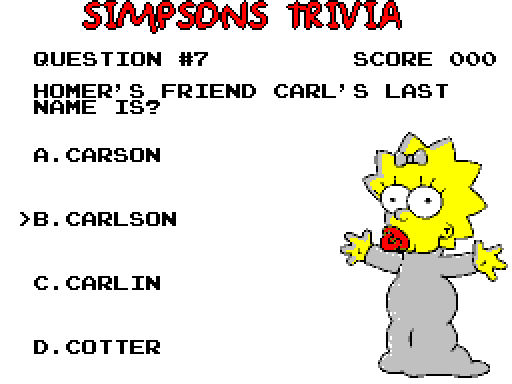 SIMPSONS TRIVIA
QUESTION #7 SCORE 000
HOMER'S FRIEND CARL'S LAST
NAME IS?
A.CARSON
>B.CARLSON
C.CARLIN
D.COTTER